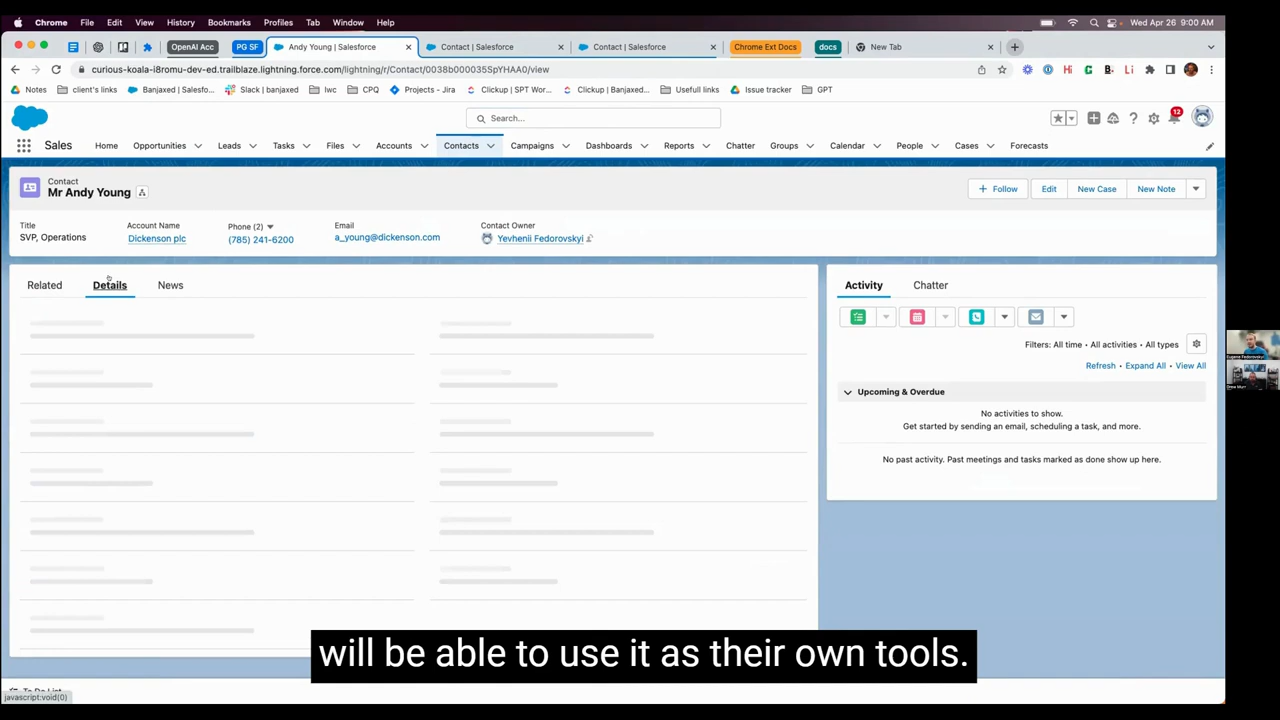 Chrome File Edit View History Bookmarks Profiles Tab Window Help Wed Apr 26 9:00 AM
OpenAI Acc PG SF Andy Young | Salesforce Contact | Salesforce Contact | Salesforce Chrome Ext Docs docs New Tab
curious-koala-i8romu-dev-ed.trailblaze.lightning.force.com/lightning/r/Contact/0038b000035SpYHAA0/view
Notes client's links Banjaxed | Salesfo... Slack | banjaxed lwc CPQ Projects - Jira Clickup | SPT Wor... Clickup | Banjaxed... Usefull links Issue tracker GPT
Search...
12
Sales Home Opportunities Leads Tasks Files Accounts Contacts Campaigns Dashboards Reports Chatter Groups Calendar People Cases Forecasts
Contact
Mr Andy Young
+ Follow Edit New Case New Note
Title Account Name Phone (2) Email Contact Owner
SVP, Operations Dickenson plc (785) 241-6200 a_young@dickenson.com Yevhenii Fedorovskyi
Related Details News
Activity Chatter
Filters: All time • All activities • All types
Refresh • Expand All • View All
Upcoming & Overdue
No activities to show.
Get started by sending an email, scheduling a task, and more.
No past activity. Past meetings and tasks marked as done show up here.
will be able to use it as their own tools.
To Do List
javascript:void(0)